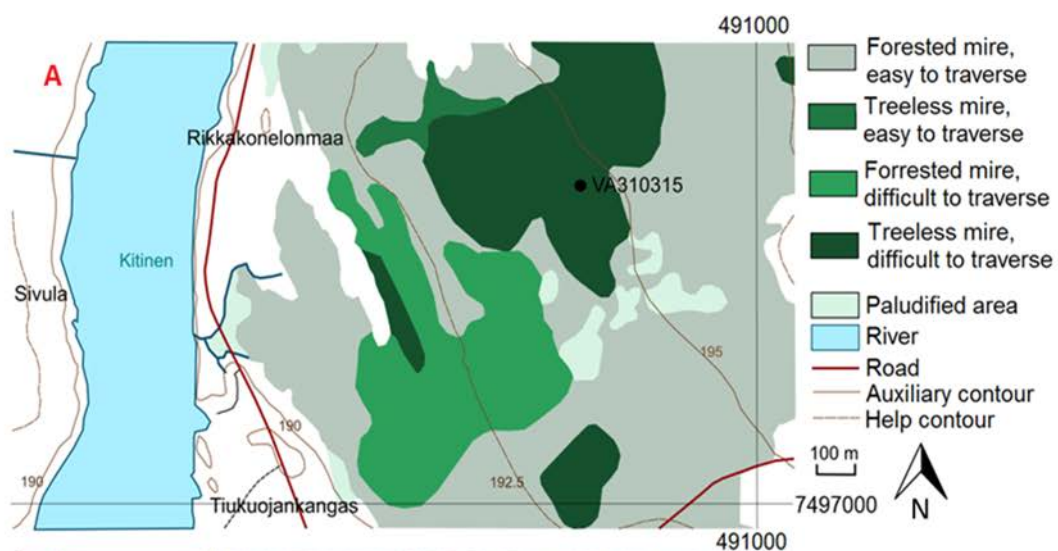 491000
A
Rikkakonelonmaa
VA310315
Kitinen
Sivula
195
190
190
192.5
Tiukuojankangas
7497000
491000
Forested mire,
easy to traverse
Treeless mire,
easy to traverse
Forrested mire,
difficult to traverse
Treeless mire,
difficult to traverse
Paludified area
River
Road
Auxiliary contour
Help contour
100 m
N